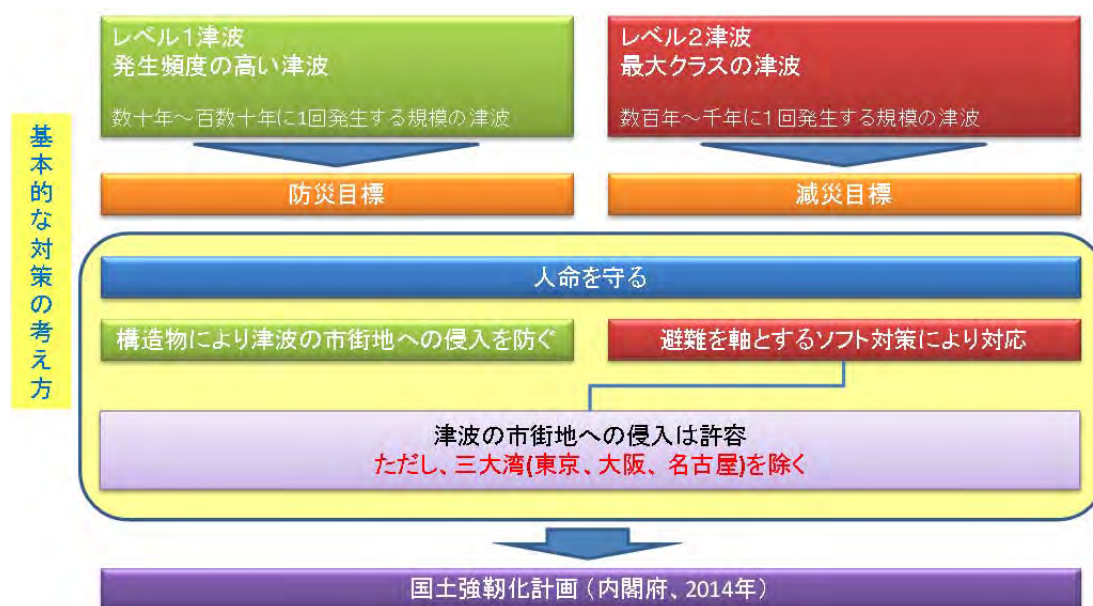 レベル1津波
発生頻度の高い津波
数十年～百数十年に1回発生する規模の津波
レベル２津波
最大クラスの津波
数百年～千年に１回発生する規模の津波
基本的な対策の考え方
防災目標
減災目標
人命を守る
構造物により津波の市街地への侵入を防ぐ
避難を軸とするソフト対策により対応
津波の市街地への侵入は許容
ただし、三大湾(東京、大阪、名古屋)を除く
国土強靭化計画（内閣府、2014年）